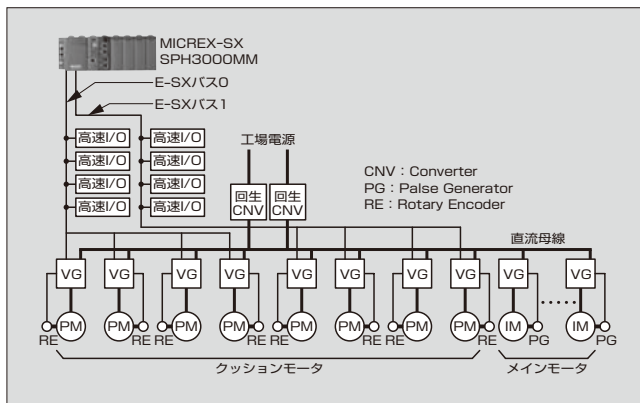 MICREX-SX
SPH3000MM
E-SXバス0
E-SXバス1
高速I/O 高速I/O
高速I/O 高速I/O
高速I/O 高速I/O
高速I/O 高速I/O
工場電源
回生
CNV
回生
CNV
CNV:Converter
PG:Palse Generator
RE:Rotary Encoder
直流母線
VG VG VG VG VG VG VG VG VG VG
PM PM PM PM PM PM PM PM IM IM
RE RE RE RE RE RE RE RE PG PG
クッションモータ メインモータ